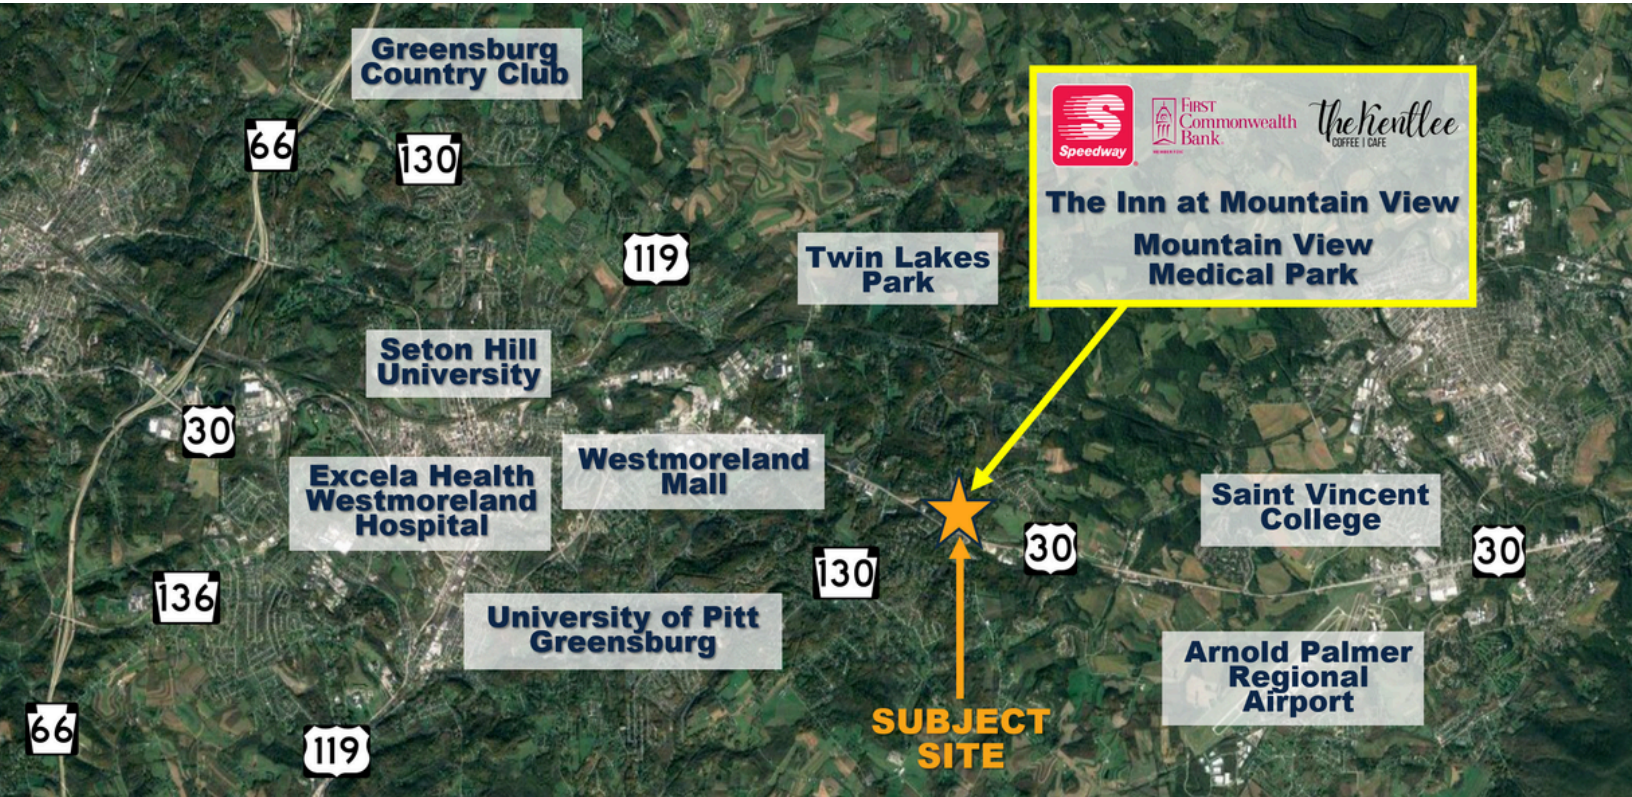 Greensburg
Country Club
66
130
119
Twin Lakes
Park
S
Speedway
FIRST
Commonwealth
Bank
the Kentlee
COFFEE | CAFE
The Inn at Mountain View
Mountain View
Medical Park
Seton Hill
University
30
Excela Health
Westmoreland
Hospital
Westmoreland
Mall
Saint Vincent
College
30
30
130
136
University of Pitt
Greensburg
Arnold Palmer
Regional
Airport
66
119
SUBJECT
SITE